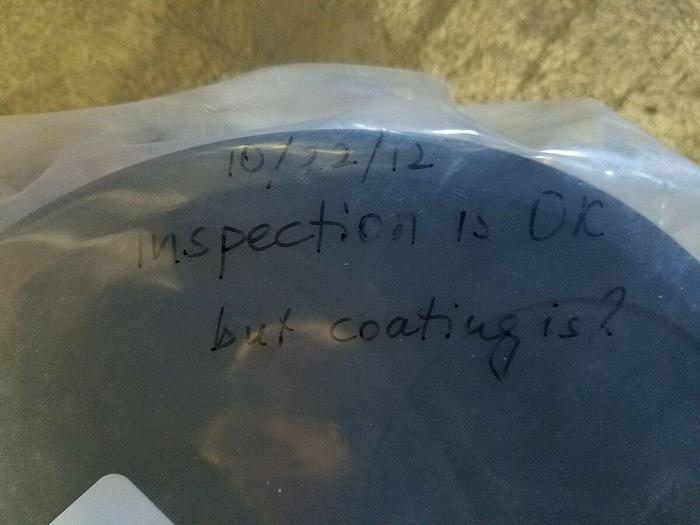 10/22/12
Inspection is OK
but coating is?